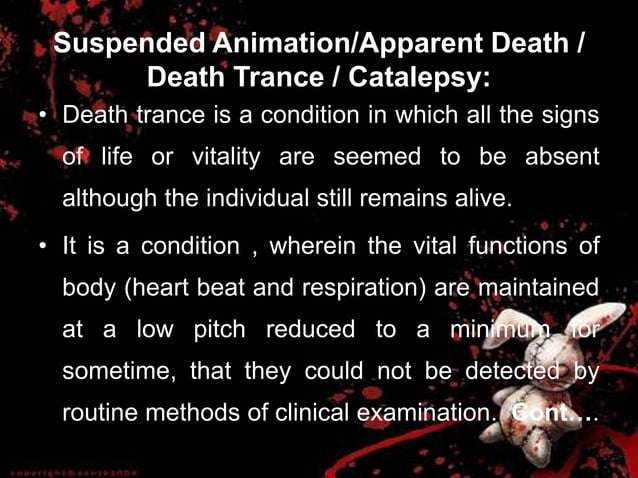 Suspended Animation/Apparent Death /
Death Trance / Catalepsy:
• Death trance is a condition in which all the signs
of life or vitality are seemed to be absent
although the individual still remains alive.
• It is a condition , wherein the vital functions of
body (heart beat and respiration) are maintained
at a low pitch reduced to a minimum for
sometime, that they could not be detected by
routine methods of clinical examination. Cont….